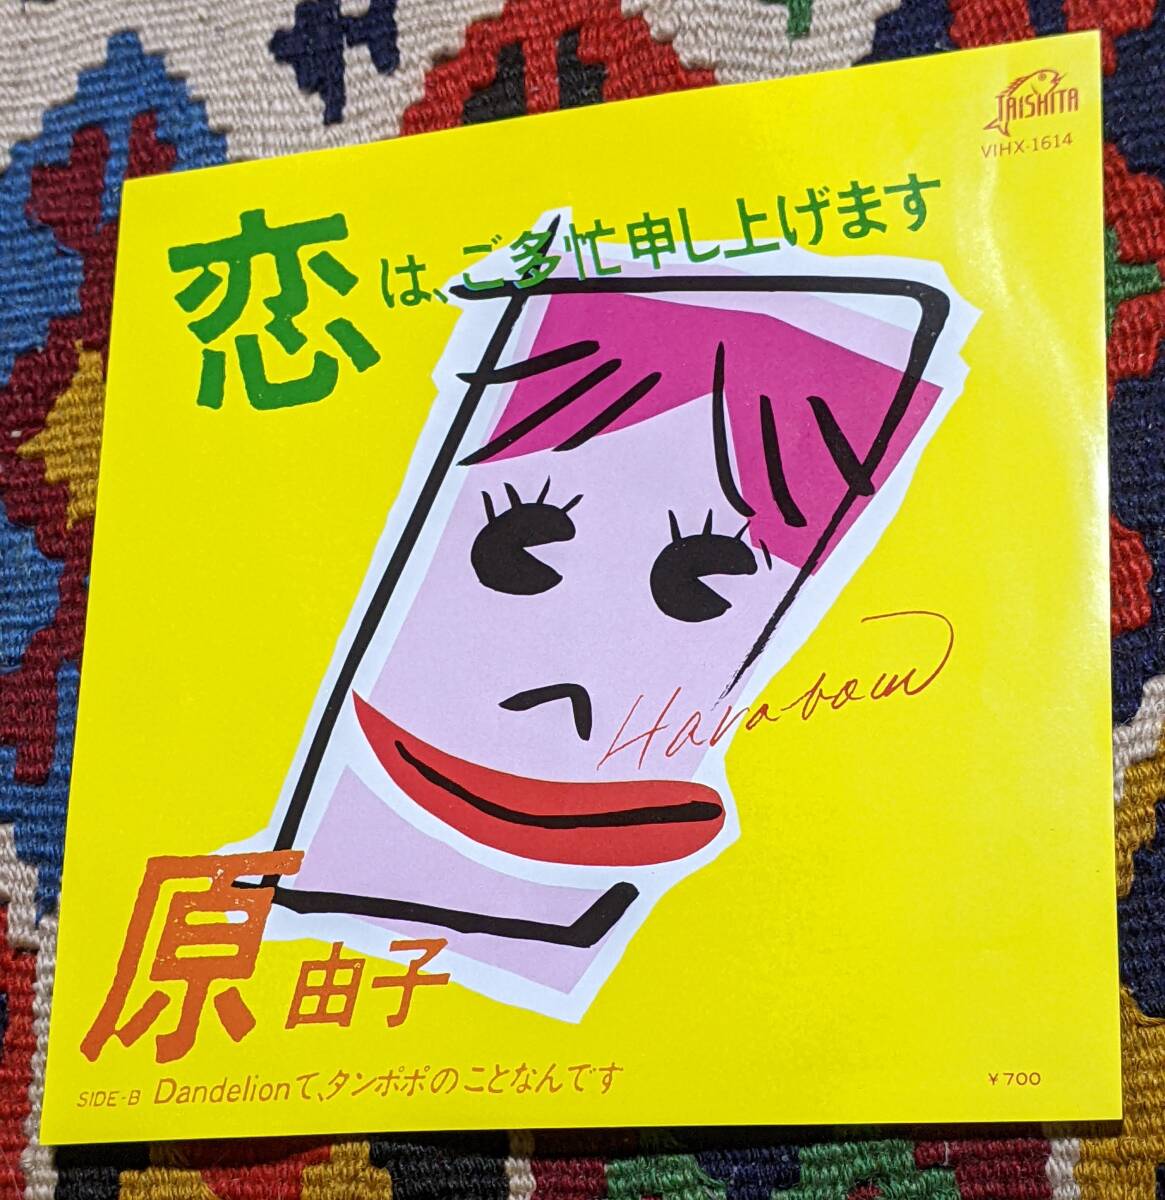 TAISHITA
VIHX-1614
恋は、ご多忙申し上げます
Harabow
原由子
SIDE-B Dandelionて、タンポポのことなんです
¥700